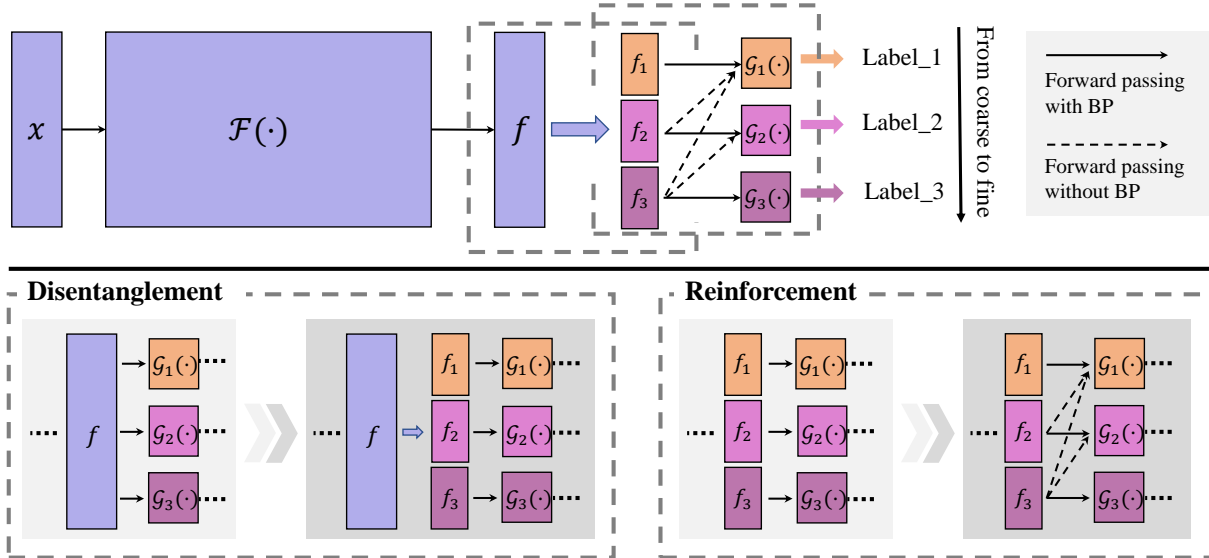 x
ℱ(·)
f
f₁
f₂
f₃
𝒢₁(·)
𝒢₂(·)
𝒢₃(·)
Label_1
Label_2
Label_3
From coarse to fine
Forward passing
with BP
Forward passing
without BP
Disentanglement
f
𝒢₁(·)
𝒢₂(·)
𝒢₃(·)
f
f₁
f₂
f₃
𝒢₁(·)
𝒢₂(·)
𝒢₃(·)
Reinforcement
f₁
f₂
f₃
𝒢₁(·)
𝒢₂(·)
𝒢₃(·)
f₁
f₂
f₃
𝒢₁(·)
𝒢₂(·)
𝒢₃(·)